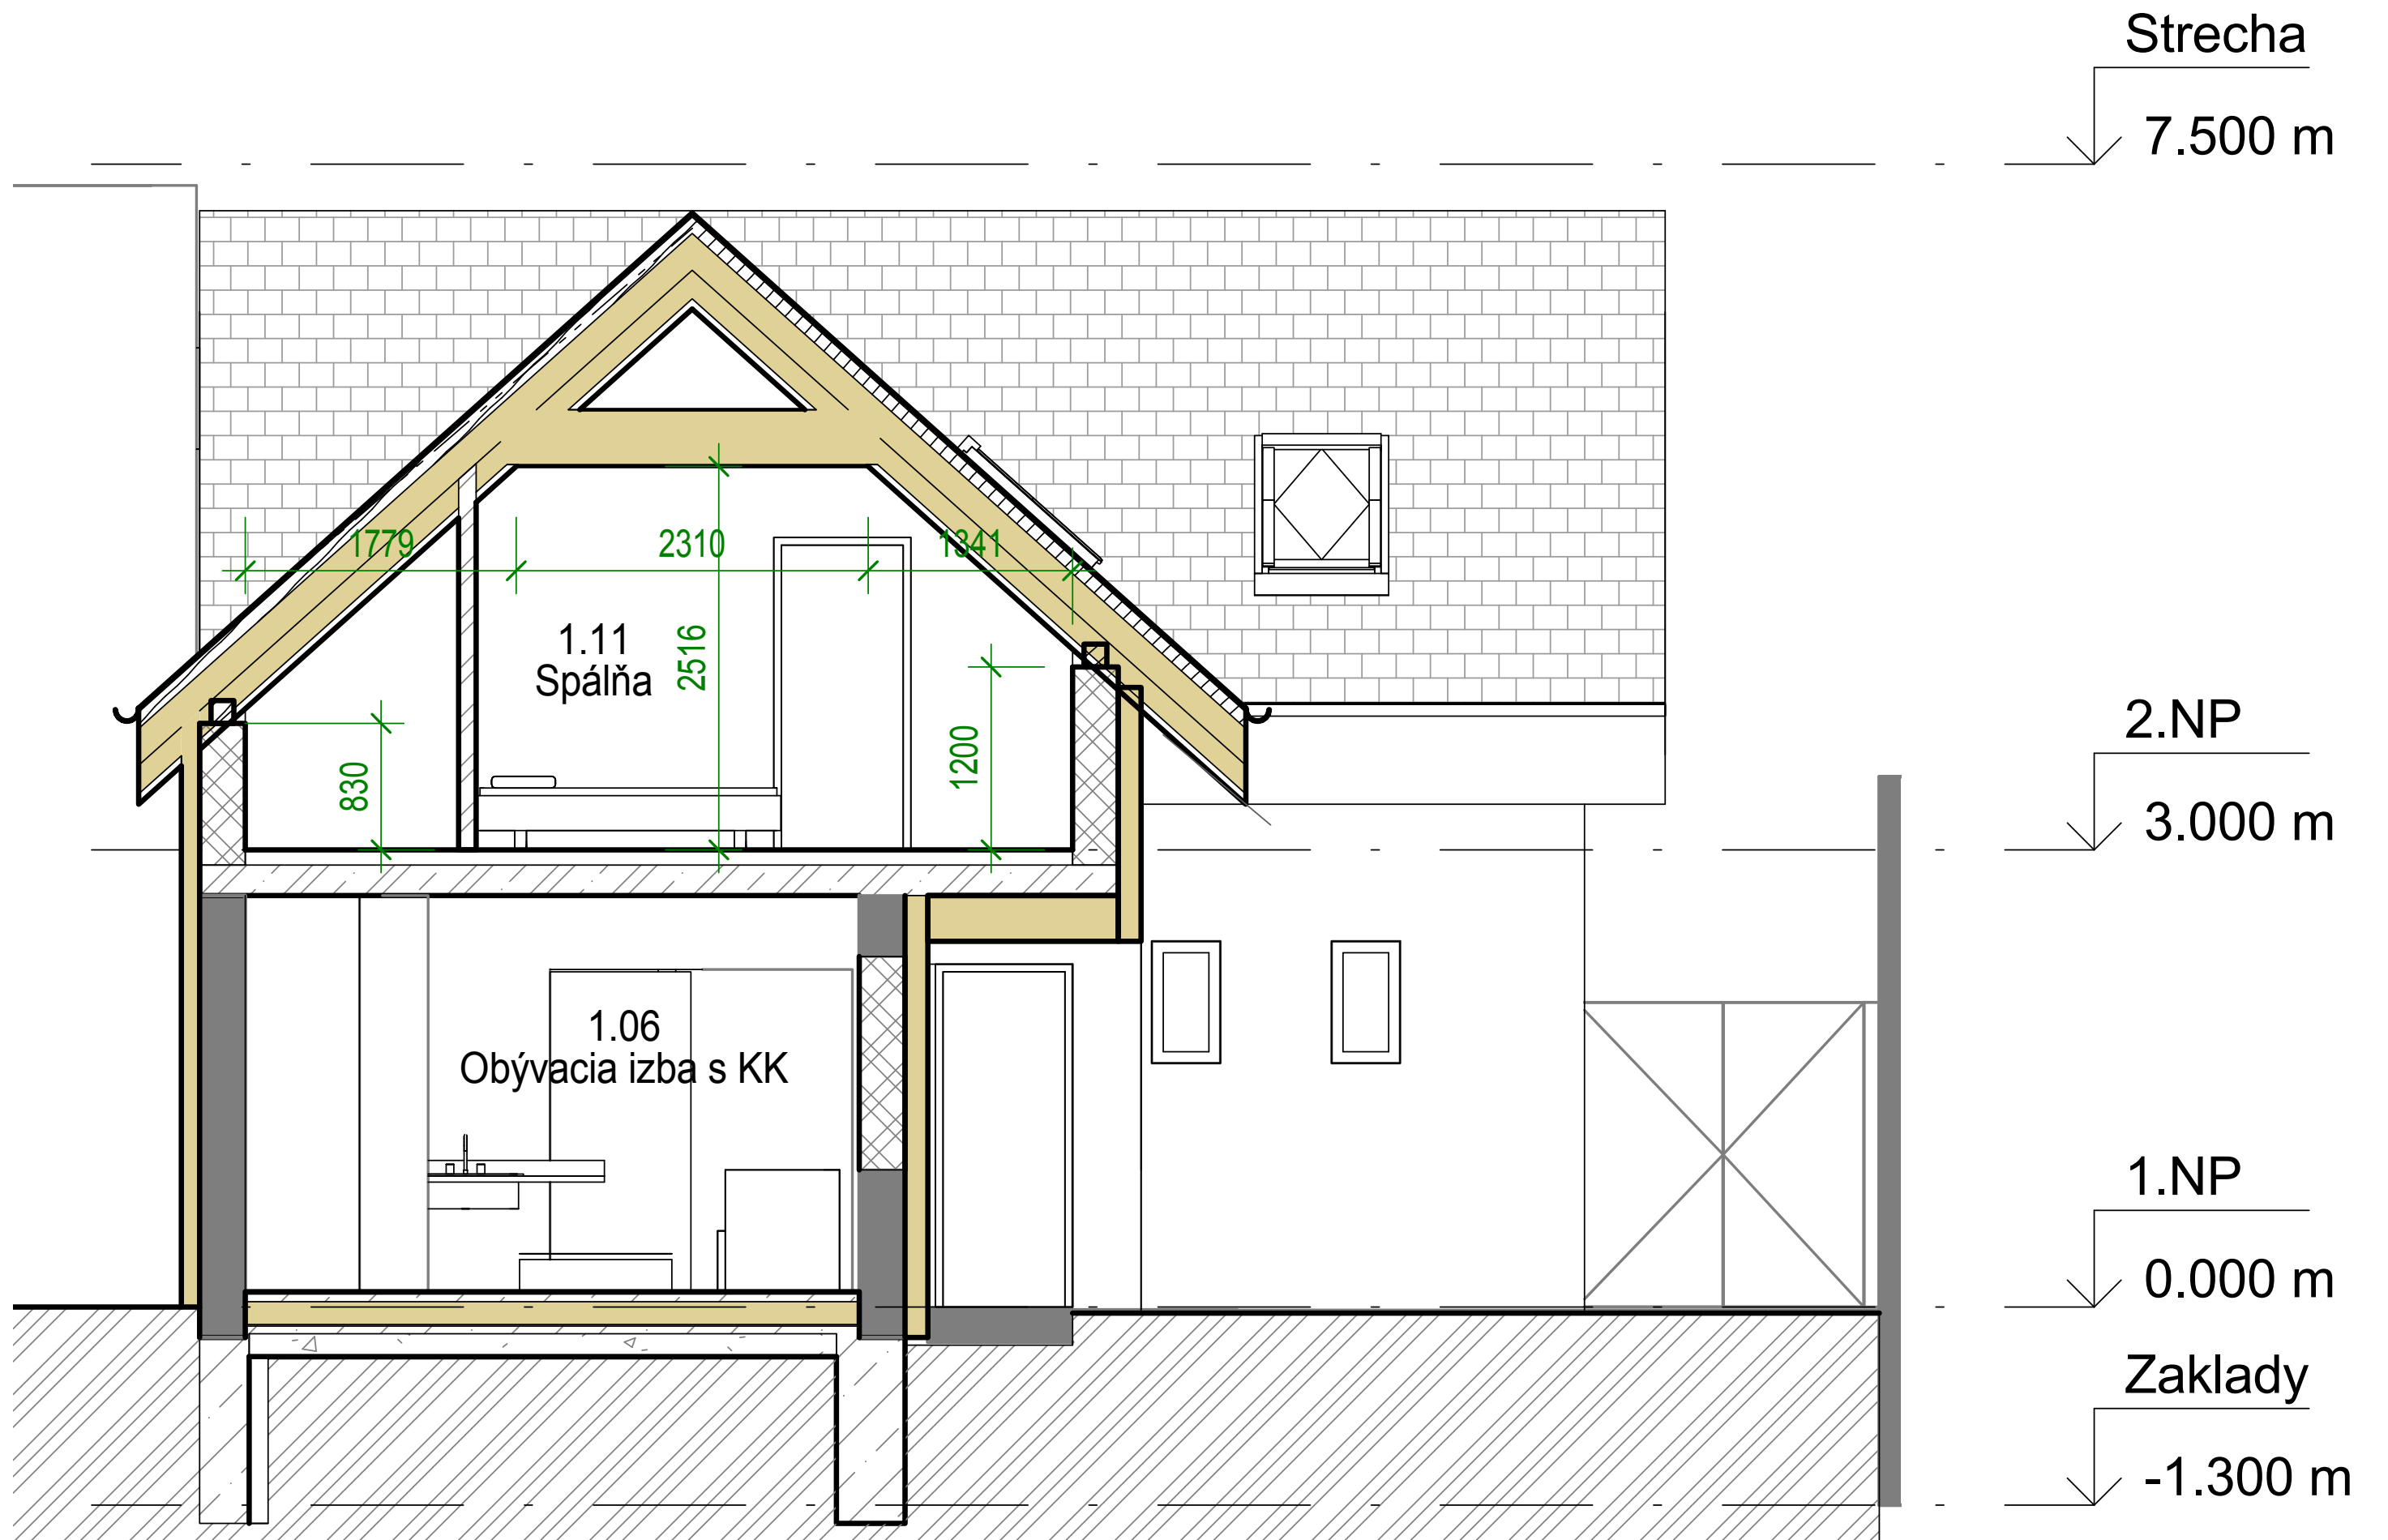 Strecha
7.500 m
1779
2310
1341
1.11
Spálňa
2516
830
1200
2.NP
3.000 m
1.06
Obývacia izba s KK
1.NP
0.000 m
Zaklady
-1.300 m